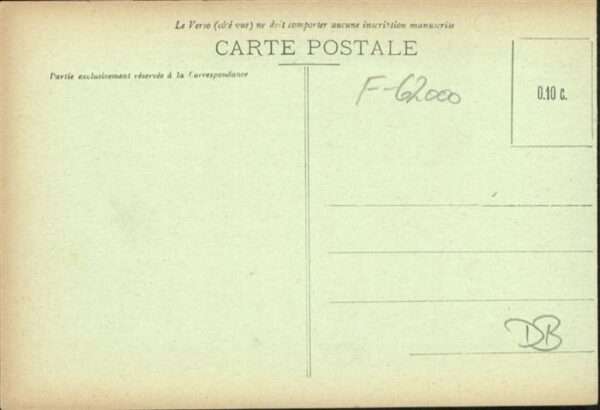 Le Verso (côté vue) ne doit comporter aucune inscription manuscrite
CARTE POSTALE
Partie exclusivement réservée à la Correspondance
F-62000
0.10 c.
DB